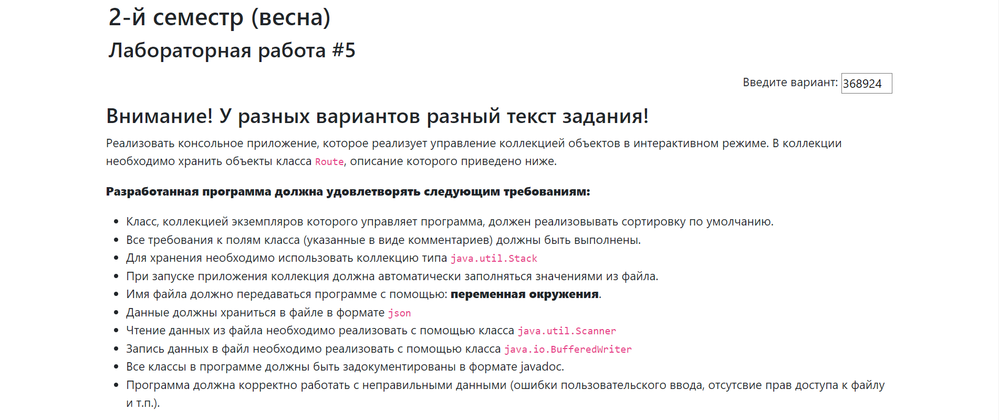 2-й семестр (весна)
Лабораторная работа #5
Введите вариант: 368924
Внимание! У разных вариантов разный текст задания!
Реализовать консольное приложение, которое реализует управление коллекцией объектов в интерактивном режиме. В коллекции
необходимо хранить объекты класса Route, описание которого приведено ниже.
Разработанная программа должна удовлетворять следующим требованиям:
• Класс, коллекцией экземпляров которого управляет программа, должен реализовывать сортировку по умолчанию.
• Все требования к полям класса (указанные в виде комментариев) должны быть выполнены.
• Для хранения необходимо использовать коллекцию типа java.util.Stack
• При запуске приложения коллекция должна автоматически заполняться значениями из файла.
• Имя файла должно передаваться программе с помощью: переменная окружения.
• Данные должны храниться в файле в формате json
• Чтение данных из файла необходимо реализовать с помощью класса java.util.Scanner
• Запись данных в файл необходимо реализовать с помощью класса java.io.BufferedWriter
• Все классы в программе должны быть задокументированы в формате javadoc.
• Программа должна корректно работать с неправильными данными (ошибки пользовательского ввода, отсутсвие прав доступа к файлу
и т.п.).